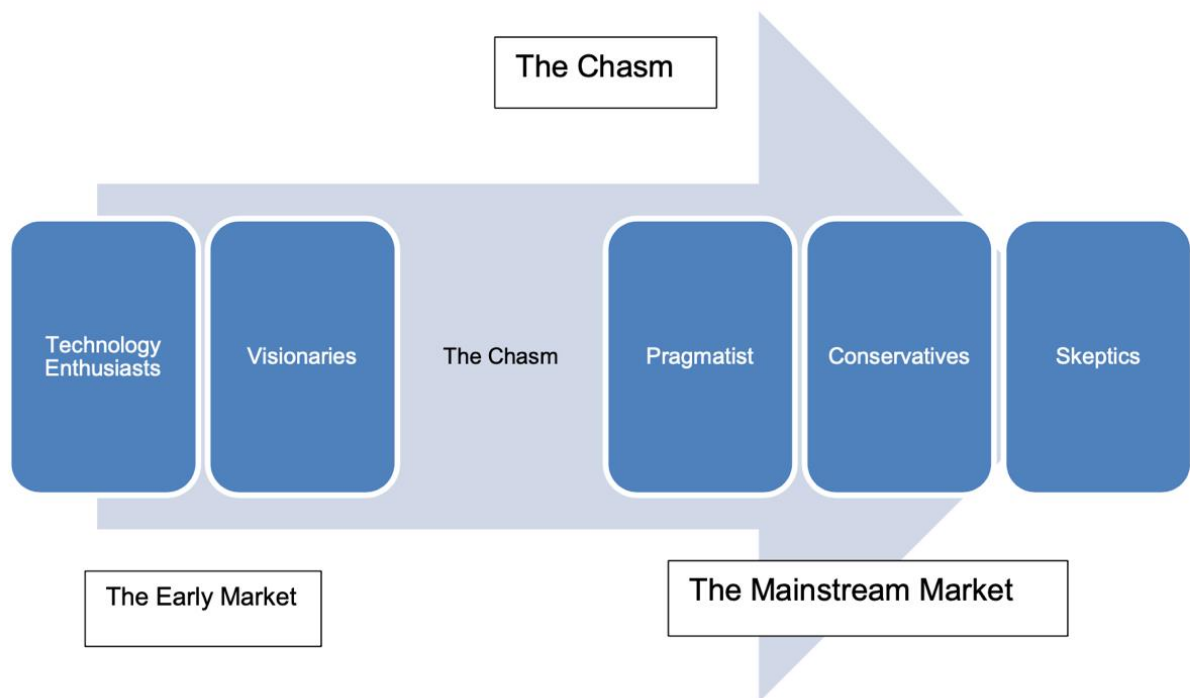 The Chasm
Technology
Enthusiasts
Visionaries
The Chasm
Pragmatist
Conservatives
Skeptics
The Early Market
The Mainstream Market